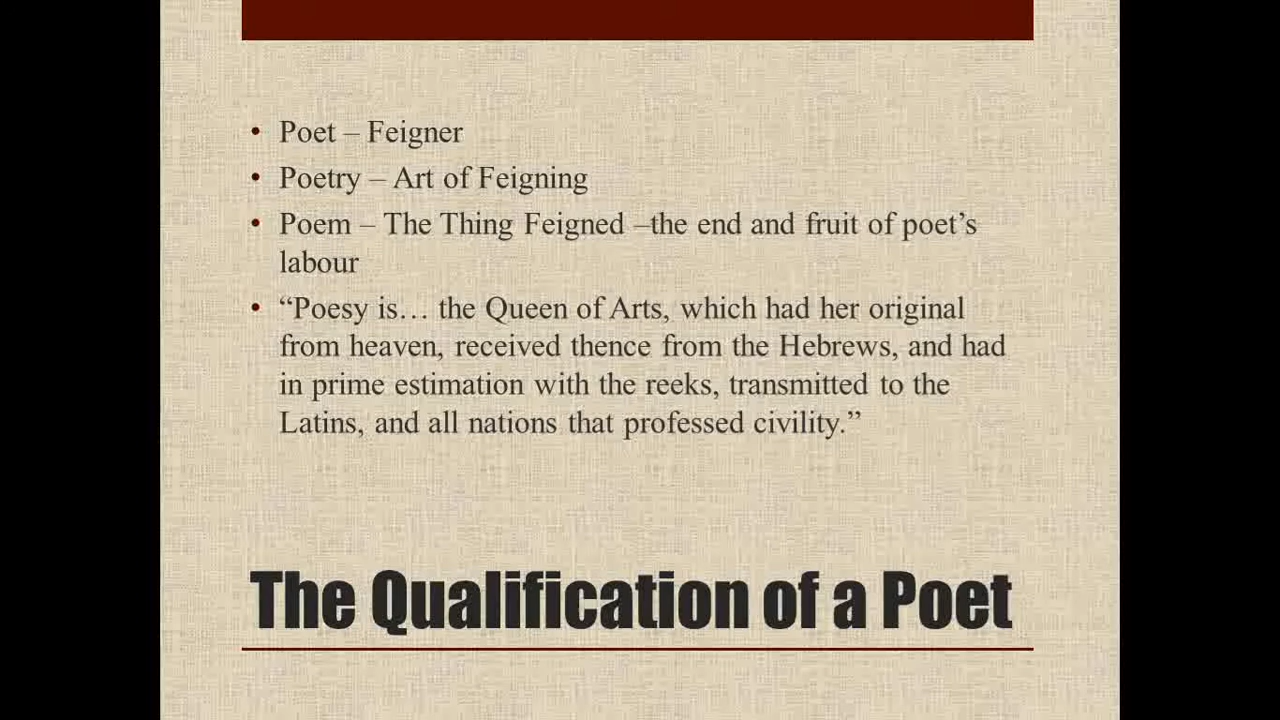 • Poet – Feigner
• Poetry – Art of Feigning
• Poem – The Thing Feigned –the end and fruit of poet’s
labour
• “Poesy is… the Queen of Arts, which had her original
from heaven, received thence from the Hebrews, and had
in prime estimation with the reeks, transmitted to the
Latins, and all nations that professed civility.”
The Qualification of a Poet